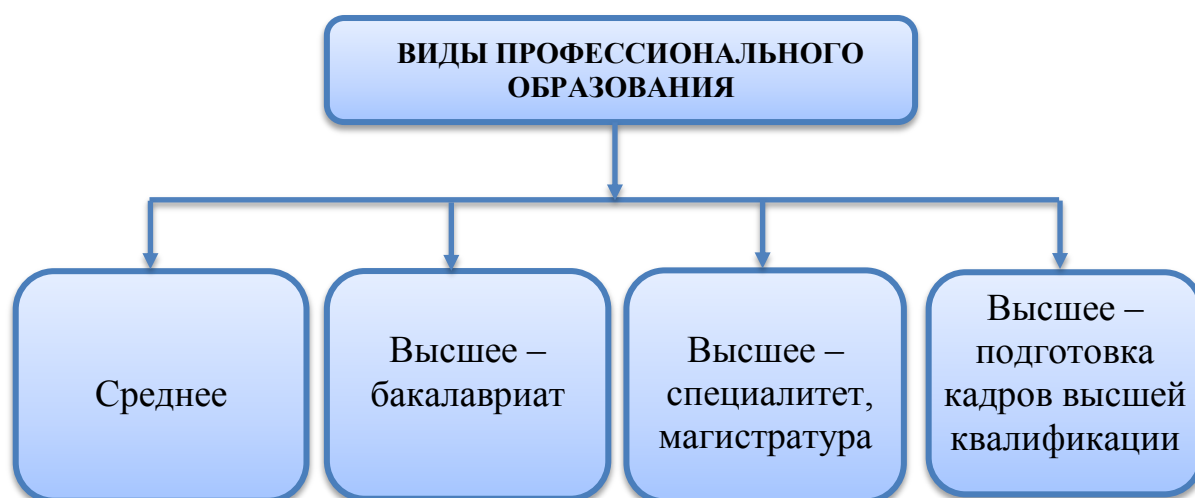 ВИДЫ ПРОФЕССИОНАЛЬНОГО
ОБРАЗОВАНИЯ
Среднее
Высшее –
бакалавриат
Высшее –
специалитет,
магистратура
Высшее –
подготовка
кадров высшей
квалификации